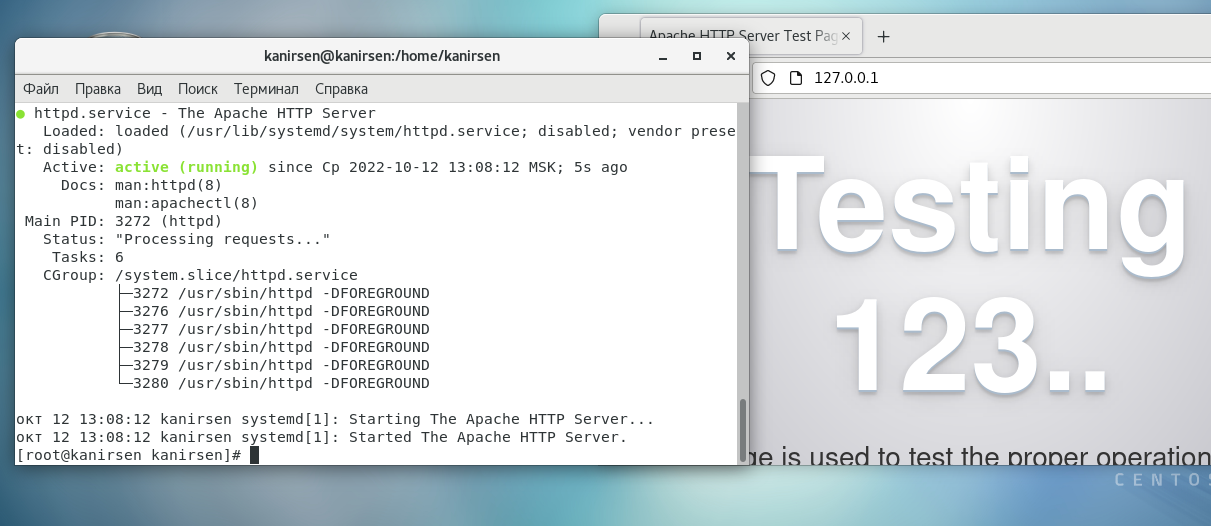 Apache HTTP Server Test Pag
kanirsen@kanirsen:/home/kanirsen
127.0.0.1
Файл Правка Вид Поиск Терминал Справка
● httpd.service - The Apache HTTP Server
Loaded: loaded (/usr/lib/systemd/system/httpd.service; disabled; vendor prese
t: disabled)
Active: active (running) since Ср 2022-10-12 13:08:12 MSK; 5s ago
Docs: man:httpd(8)
man:apachectl(8)
Main PID: 3272 (httpd)
Status: "Processing requests..."
Tasks: 6
CGroup: /system.slice/httpd.service
├─3272 /usr/sbin/httpd -DFOREGROUND
├─3276 /usr/sbin/httpd -DFOREGROUND
├─3277 /usr/sbin/httpd -DFOREGROUND
├─3278 /usr/sbin/httpd -DFOREGROUND
├─3279 /usr/sbin/httpd -DFOREGROUND
└─3280 /usr/sbin/httpd -DFOREGROUND
окт 12 13:08:12 kanirsen systemd[1]: Starting The Apache HTTP Server...
окт 12 13:08:12 kanirsen systemd[1]: Started The Apache HTTP Server.
[root@kanirsen kanirsen]#
Testing
123..
ge is used to test the proper operation
CENTOS